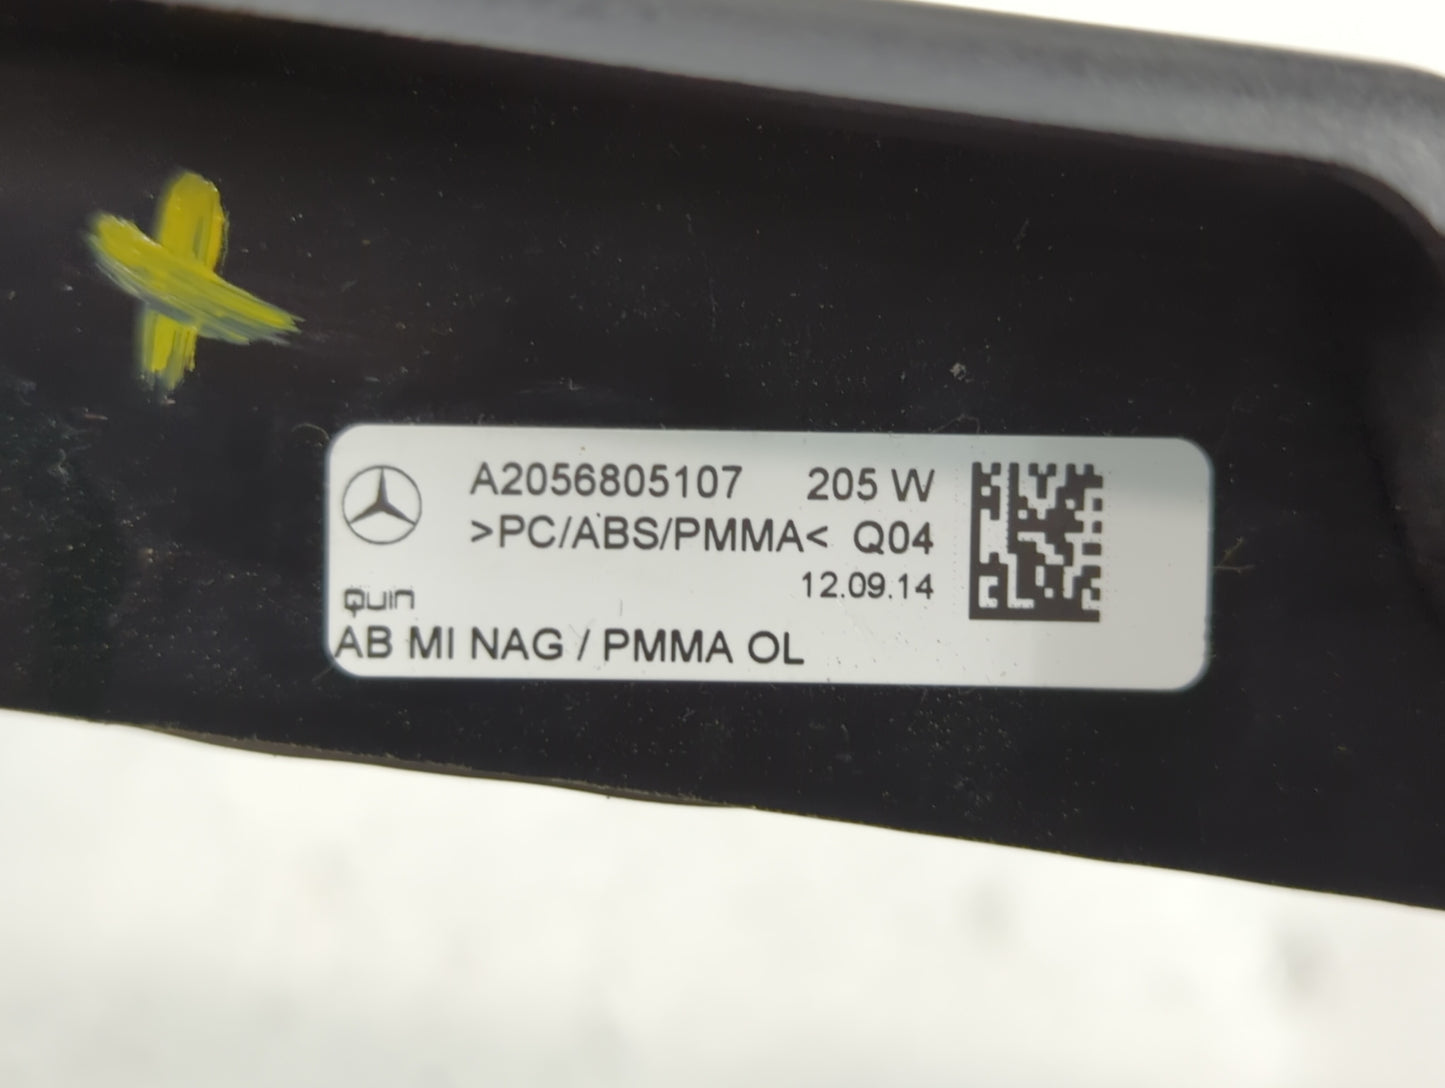 A2056805107 205 W
>PC/ABS/PMMA< Q04
12.09.14
Quin
AB MI NAG / PMMA OL